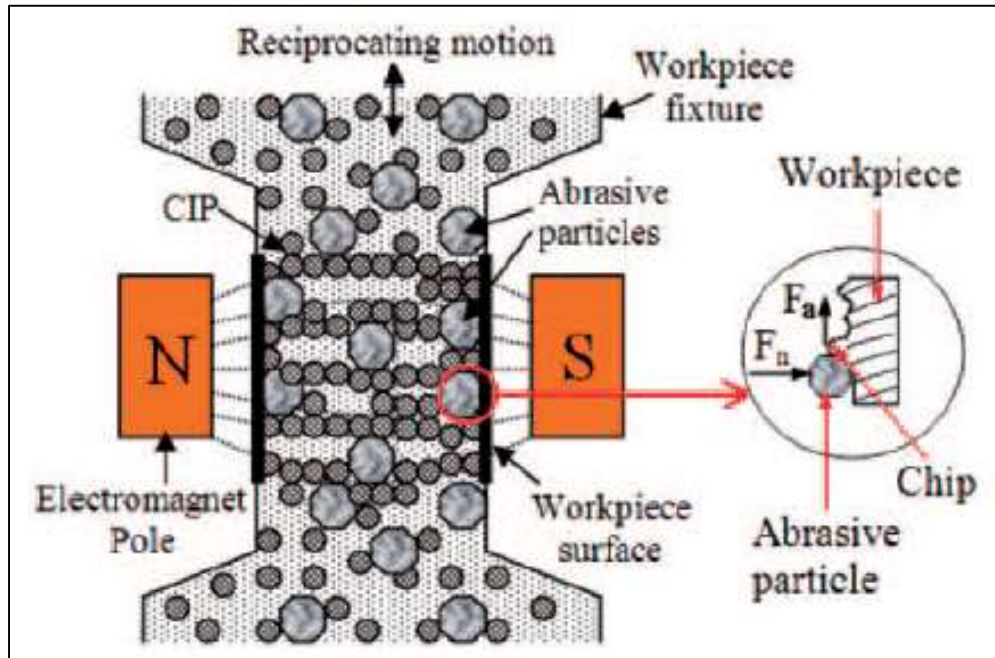 Reciprocating motion
Workpiece
fixture
CIP
Abrasive
particles
Workpiece
N
S
Fa
Fn
Electromagnet
Pole
Workpiece
surface
Chip
Abrasive
particle